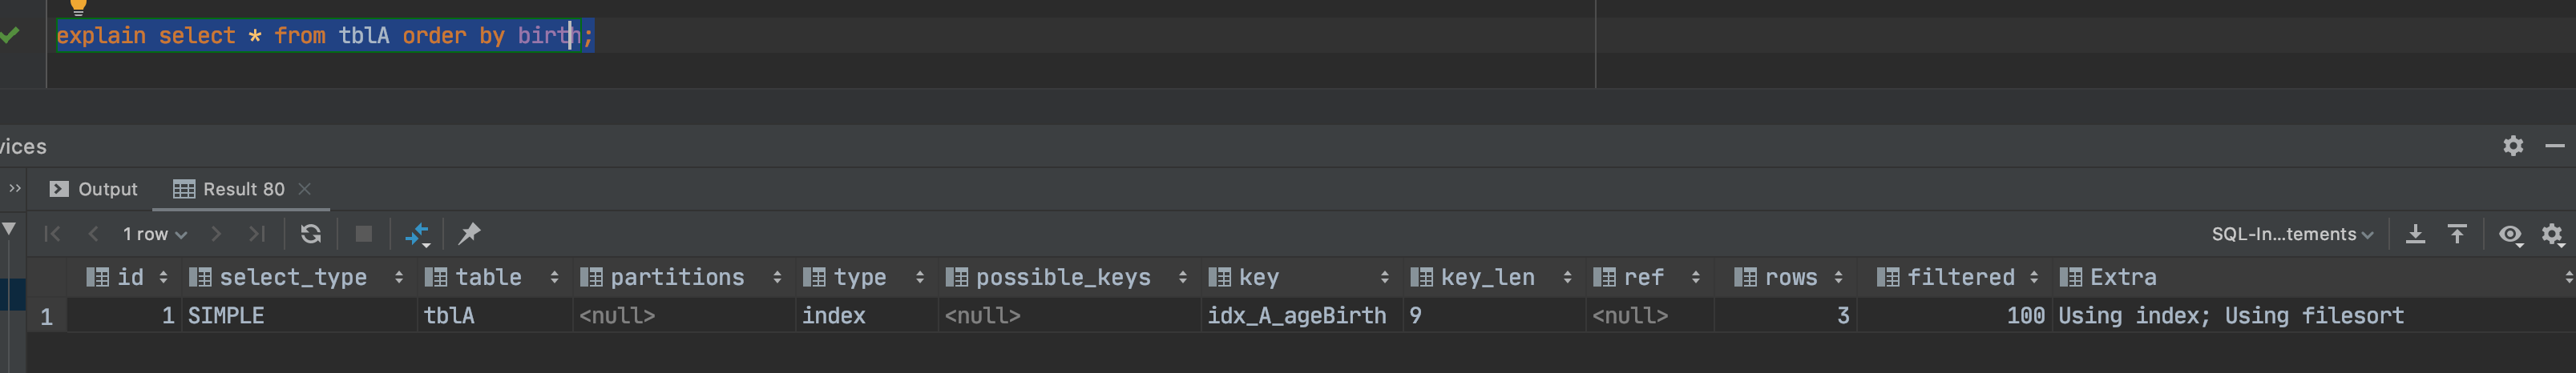 explain select * from tblA order by birth;
vices
Output Result 80
1 row SQL-In...tements
id select_type table partitions type possible_keys key key_len ref rows filtered Extra
1 1 SIMPLE tblA <null> index <null> idx_A_ageBirth 9 <null> 3 100 Using index; Using filesort